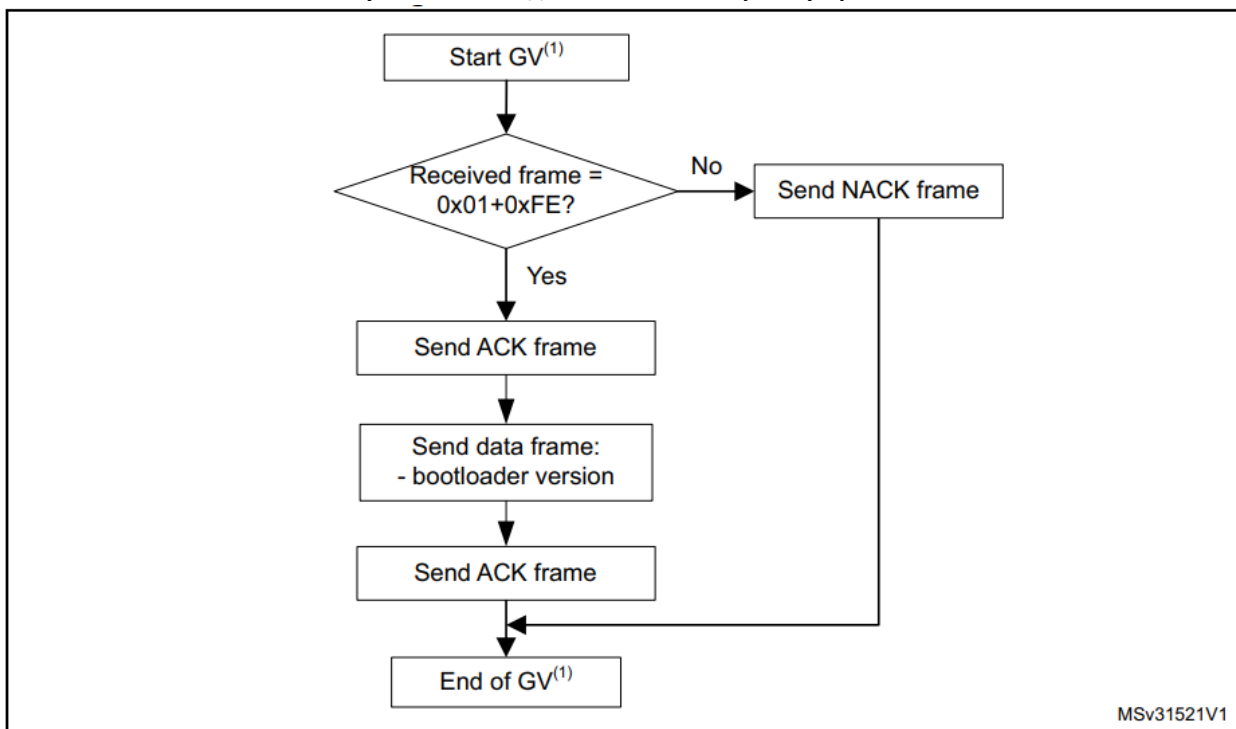 Start GV(1)
Received frame =
0x01+0xFE?
No
Send NACK frame
Yes
Send ACK frame
Send data frame:
- bootloader version
Send ACK frame
End of GV(1)
MSv31521V1